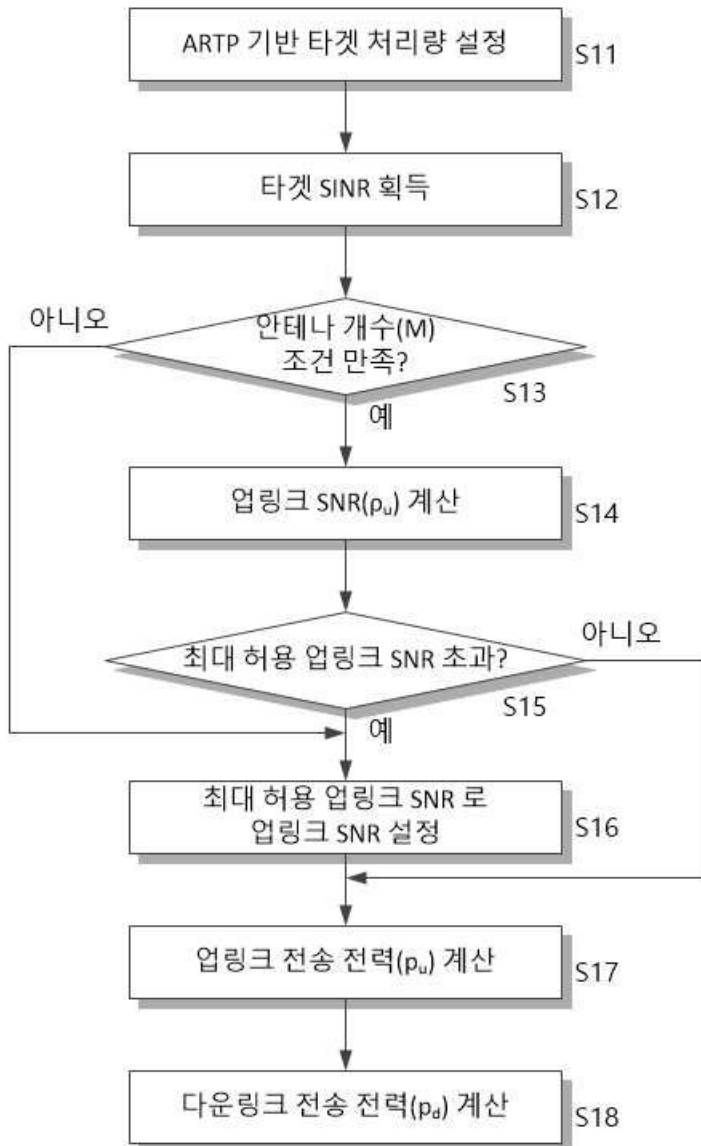 ARTP 기반 타겟 처리량 설정
S11
타겟 SINR 획득
S12
아니오
안테나 개수(M)
조건 만족?
S13
예
업링크 SNR(ρᵤ) 계산
S14
최대 허용 업링크 SNR 초과?
아니오
S15
예
최대 허용 업링크 SNR 로
업링크 SNR 설정
S16
업링크 전송 전력(pᵤ) 계산
S17
다운링크 전송 전력(p_d) 계산
S18